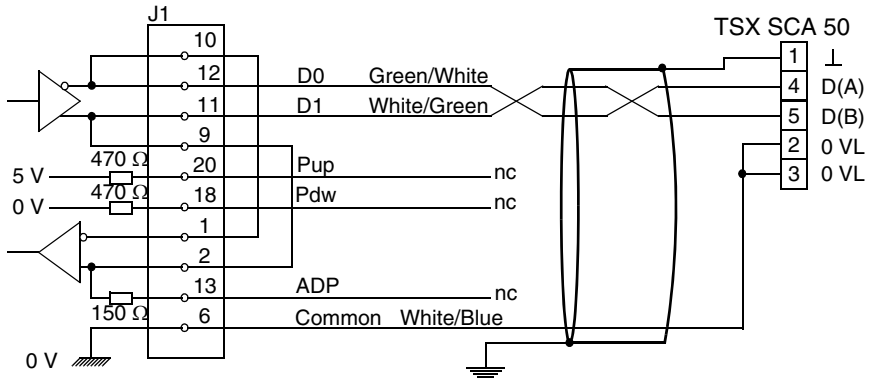 J1
TSX SCA 50
10
1
12 D0 Green/White 4 D(A)
11 D1 White/Green 5 D(B)
9 2 0 VL
470 Ω
5 V 20 Pup nc 3 0 VL
470 Ω
0 V 18 Pdw nc
1
2
13 ADP nc
150 Ω
6 Common White/Blue
0 V